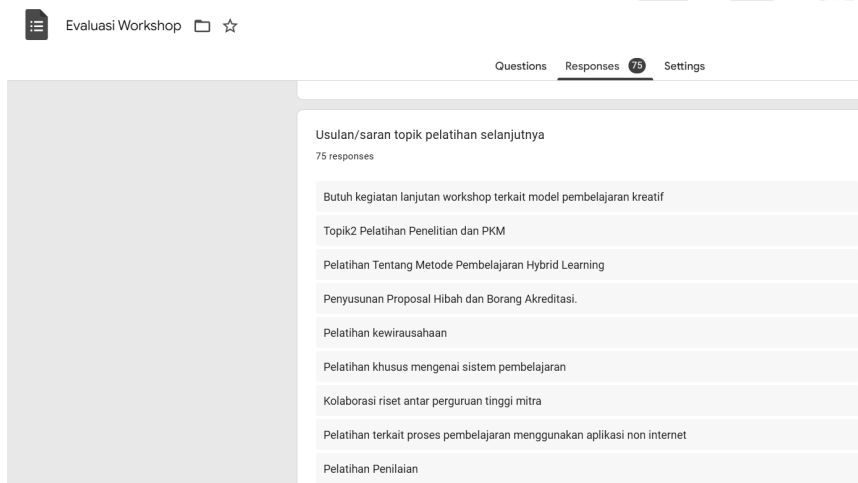 Evaluasi Workshop
Questions Responses 75 Settings
Usulan/saran topik pelatihan selanjutnya
75 responses
Butuh kegiatan lanjutan workshop terkait model pembelajaran kreatif
Topik2 Pelatihan Penelitian dan PKM
Pelatihan Tentang Metode Pembelajaran Hybrid Learning
Penyusunan Proposal Hibah dan Borang Akreditasi.
Pelatihan kewirausahaan
Pelatihan khusus mengenai sistem pembelajaran
Kolaborasi riset antar perguruan tinggi mitra
Pelatihan terkait proses pembelajaran menggunakan aplikasi non internet
Pelatihan Penilaian